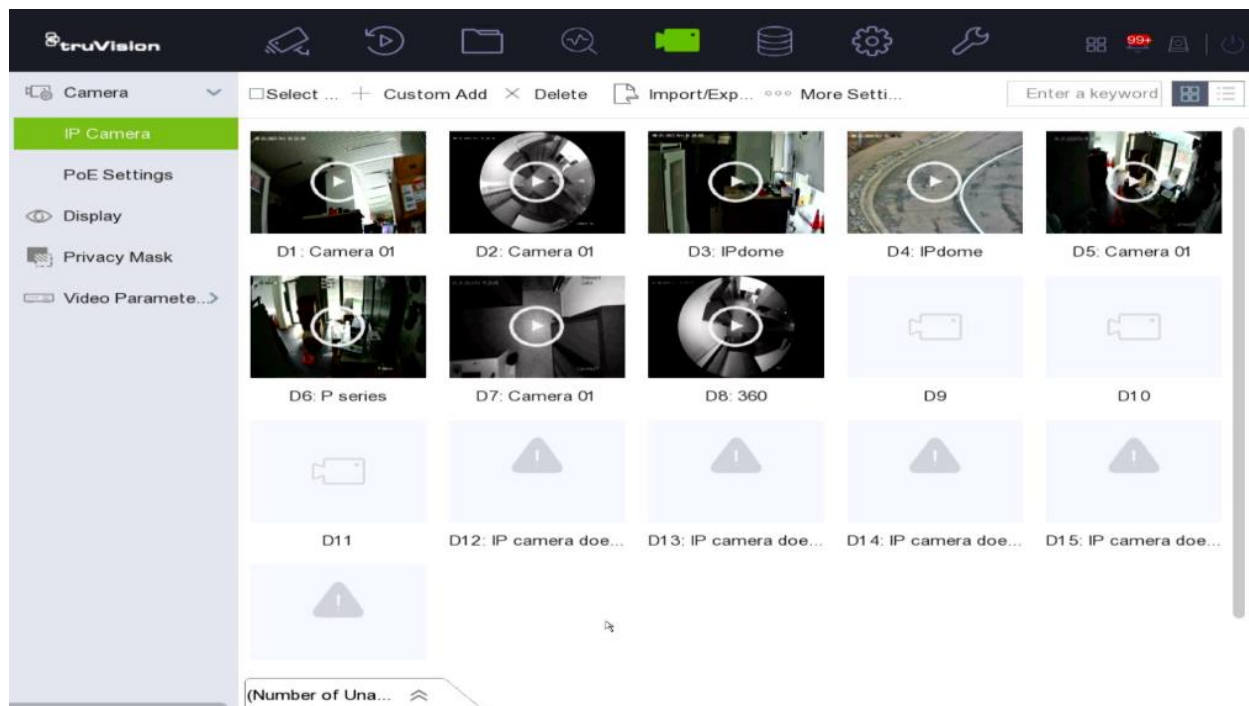 truVision
99+
Camera
IP Camera
PoE Settings
Display
Privacy Mask
Video Paramete...
Select ...
Custom Add
Delete
Import/Exp...
More Setti...
Enter a keyword
D1: Camera 01
D2: Camera 01
D3: IPdome
D4: IPdome
D5: Camera 01
D6: P series
D7: Camera 01
D8: 360
D9
D10
D11
D12: IP camera doe...
D13: IP camera doe...
D14: IP camera doe...
D15: IP camera doe...
(Number of Una...